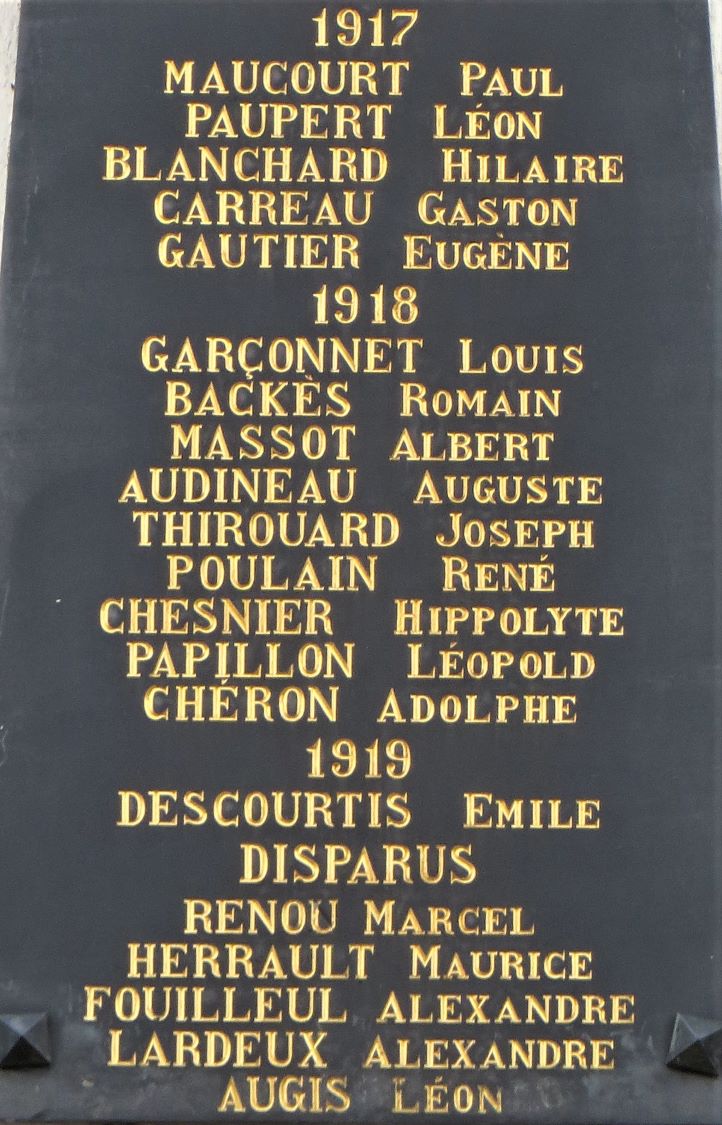 1917
MAUCOURT PAUL
PAUPERT LÉON
BLANCHARD HILAIRE
CARREAU GASTON
GAUTIER EUGÈNE
1918
GARÇONNET LOUIS
BACKÈS ROMAIN
MASSOT ALBERT
AUDINEAU AUGUSTE
THIROUARD JOSEPH
POULAIN RENÉ
CHESNIER HIPPOLYTE
PAPILLON LÉOPOLD
CHÉRON ADOLPHE
1919
DESCOURTIS EMILE
DISPARUS
RENOU MARCEL
HERRAULT MAURICE
FOUILLEUL ALEXANDRE
LARDEUX ALEXANDRE
AUGIS LÉON